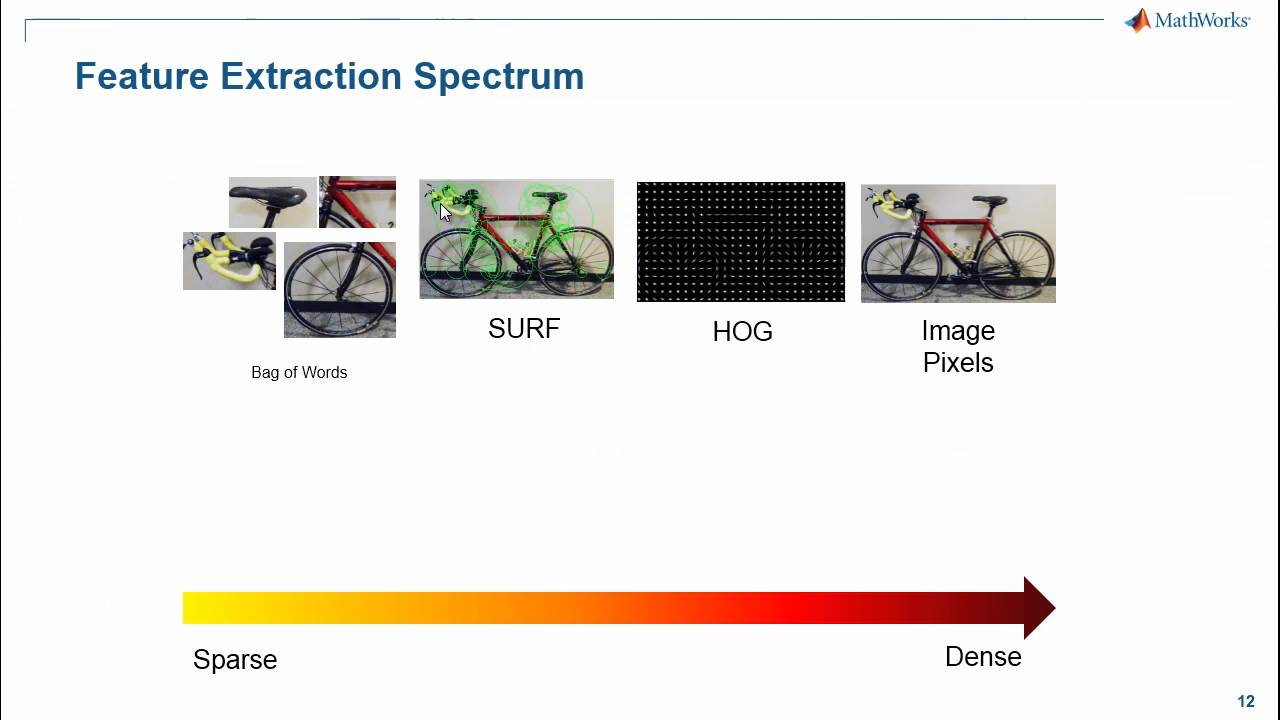 MathWorks®
Feature Extraction Spectrum
SURF
HOG
Image
Pixels
Bag of Words
Sparse
Dense
12